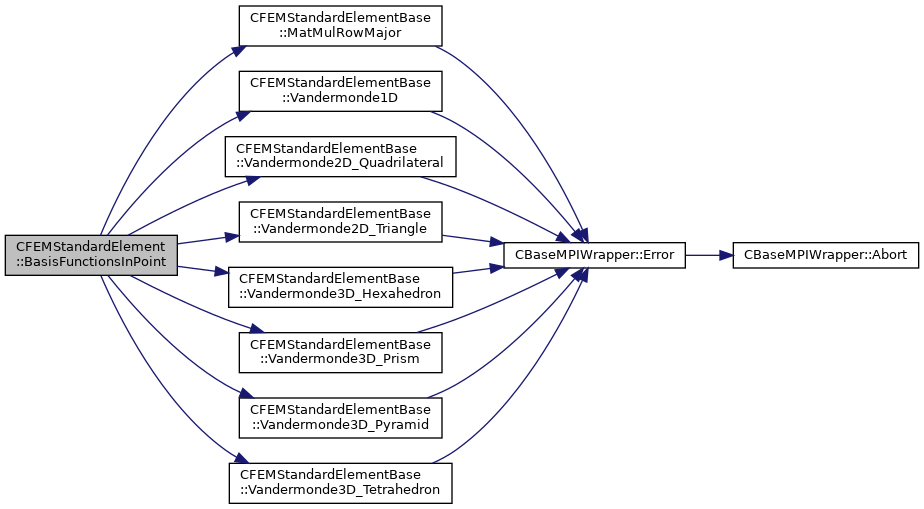 CFEMStandardElement
::BasisFunctionsInPoint
CFEMStandardElementBase
::MatMulRowMajor
CFEMStandardElementBase
::Vandermonde1D
CFEMStandardElementBase
::Vandermonde2D_Quadrilateral
CFEMStandardElementBase
::Vandermonde2D_Triangle
CFEMStandardElementBase
::Vandermonde3D_Hexahedron
CFEMStandardElementBase
::Vandermonde3D_Prism
CFEMStandardElementBase
::Vandermonde3D_Pyramid
CFEMStandardElementBase
::Vandermonde3D_Tetrahedron
CBaseMPIWrapper::Error
CBaseMPIWrapper::Abort